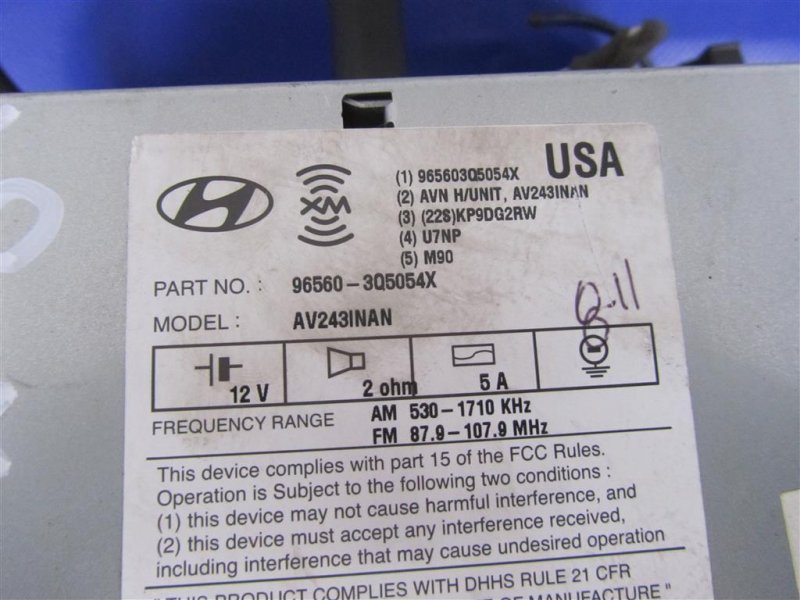 (1) 965603Q5054X USA
(2) AVN H/UNIT, AV243INAN
XM
(3) (22S)KP9DG2RW
(4) U7NP
(5) M90
PART NO. : 96560-3Q5054X
MODEL : AV243INAN
Q.11
12 V 2 ohm 5 A
FREQUENCY RANGE AM 530-1710 KHz
FM 87.9-107.9 MHz
This device complies with part 15 of the FCC Rules.
Operation is Subject to the following two conditions :
(1) this device may not cause harmful interference, and
(2) this device must accept any interference received,
including interference that may cause undesired operation
" THIS PRODUCT COMPLIES WITH DHHS RULE 21 CFR
OF MANUFACTURE "